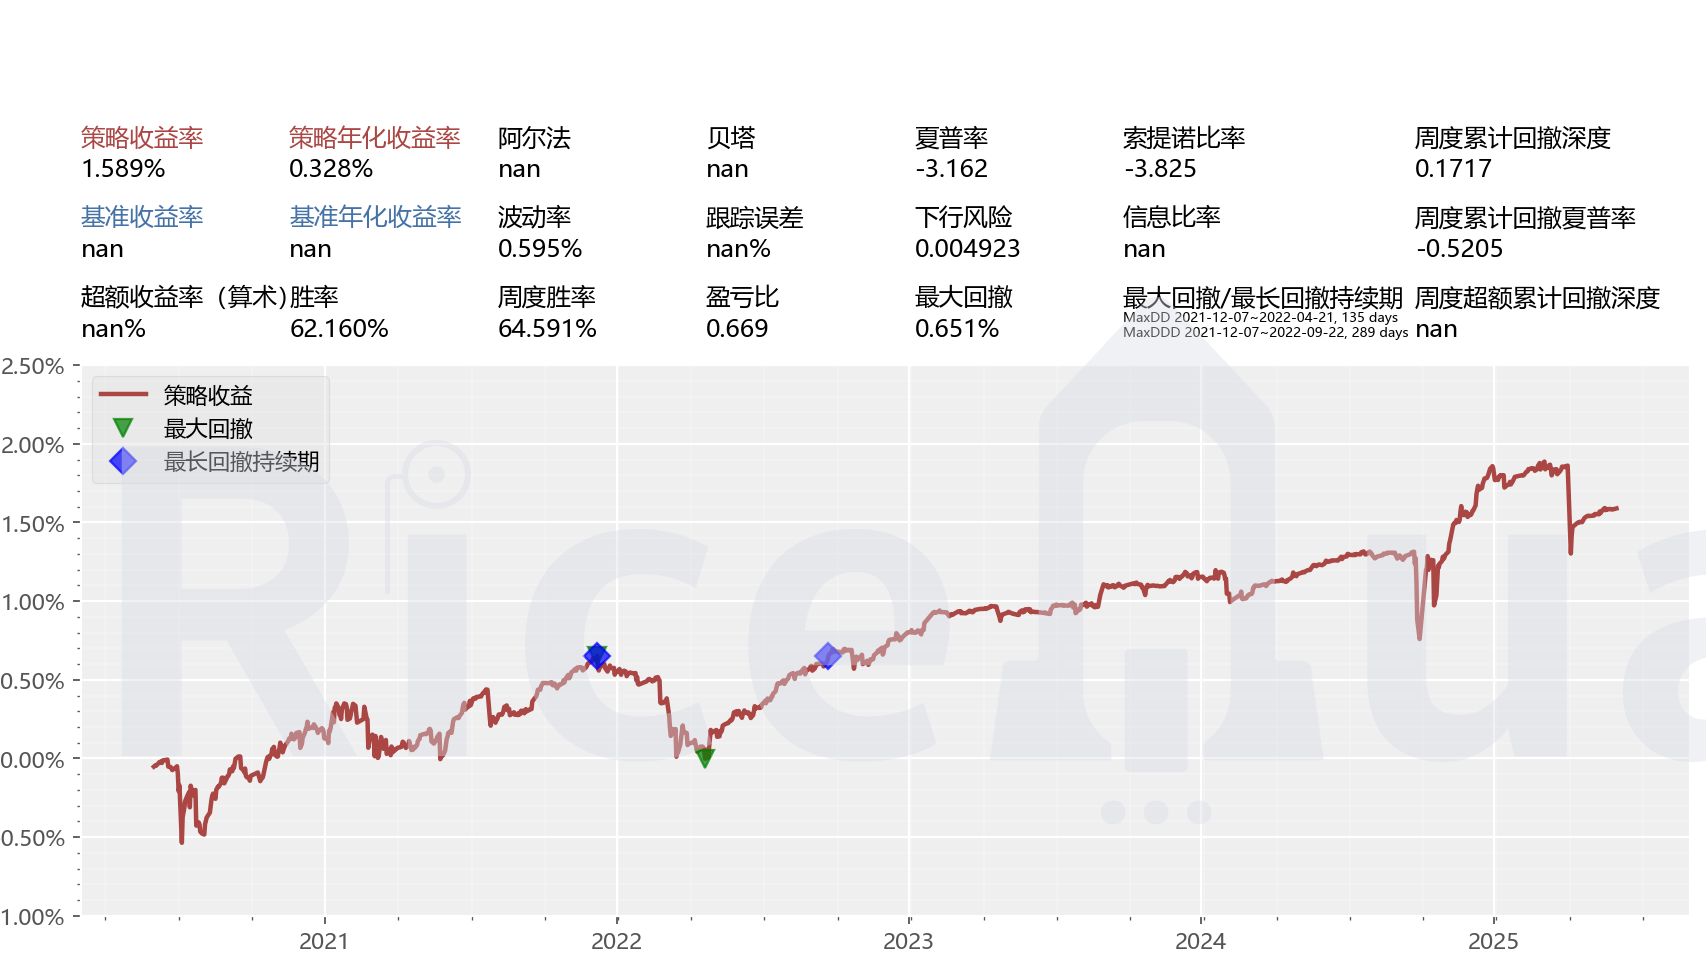 策略收益率 策略年化收益率 阿尔法 贝塔 夏普率 索提诺比率 周度累计回撤深度
1.589% 0.328% nan nan -3.162 -3.825 0.1717
基准收益率 基准年化收益率 波动率 跟踪误差 下行风险 信息比率 周度累计回撤夏普率
nan nan 0.595% nan% 0.004923 nan -0.5205
超额收益率（算术）胜率 周度胜率 盈亏比 最大回撤 最大回撤/最长回撤持续期 周度超额累计回撤深度
nan% 62.160% 64.591% 0.669 0.651% MaxDD 2021-12-07~2022-04-21, 135 days nan
MaxDDD 2021-12-07~2022-09-22, 289 days
2.50%
策略收益
最大回撤
2.00%
最长回撤持续期
1.50%
1.00%
0.50%
0.00%
0.50%
1.00%
2021 2022 2023 2024 2025
Rice
ua